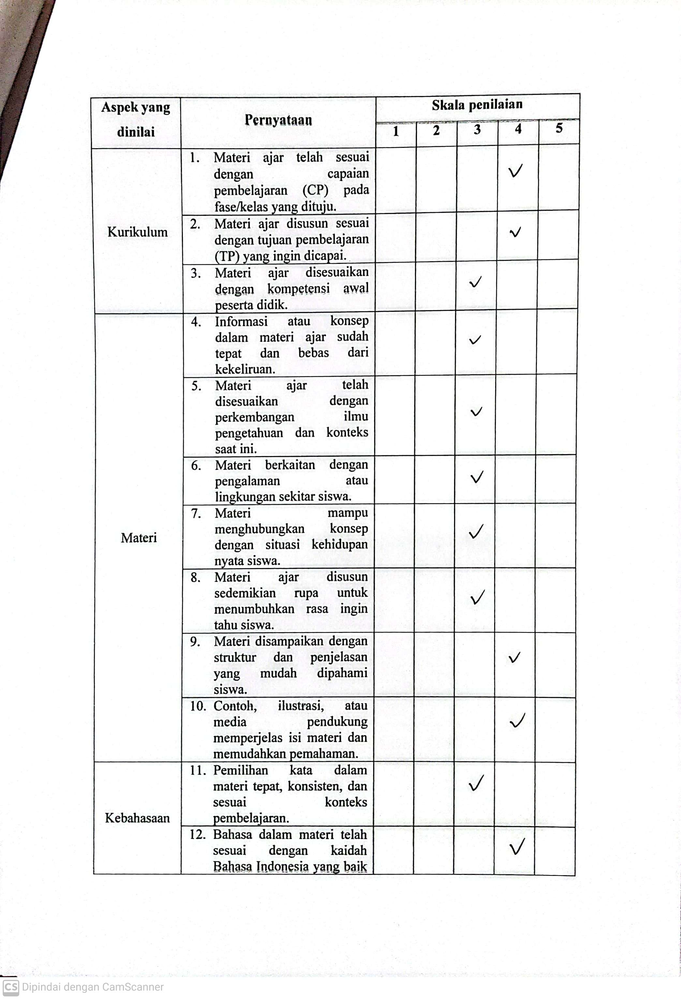 Aspek yang
dinilai
Pernyataan
Skala penilaian
1 2 3 4 5
Kurikulum
1. Materi ajar telah sesuai
dengan capaian
pembelajaran (CP) pada
fase/kelas yang dituju.
✓
2. Materi ajar disusun sesuai
dengan tujuan pembelajaran
(TP) yang ingin dicapai.
✓
3. Materi ajar disesuaikan
dengan kompetensi awal
peserta didik.
✓
Materi
4. Informasi atau konsep
dalam materi ajar sudah
tepat dan bebas dari
kekeliruan.
✓
5. Materi ajar telah
disesuaikan dengan
perkembangan ilmu
pengetahuan dan konteks
saat ini.
✓
6. Materi berkaitan dengan
pengalaman atau
lingkungan sekitar siswa.
✓
7. Materi mampu
menghubungkan konsep
dengan situasi kehidupan
nyata siswa.
✓
8. Materi ajar disusun
sedemikian rupa untuk
menumbuhkan rasa ingin
tahu siswa.
✓
9. Materi disampaikan dengan
struktur dan penjelasan
yang mudah dipahami
siswa.
✓
10. Contoh, ilustrasi, atau
media pendukung
memperjelas isi materi dan
memudahkan pemahaman.
✓
Kebahasaan
11. Pemilihan kata dalam
materi tepat, konsisten, dan
sesuai konteks
pembelajaran.
✓
12. Bahasa dalam materi telah
sesuai dengan kaidah
Bahasa Indonesia yang baik
✓
CS Dipindai dengan CamScanner